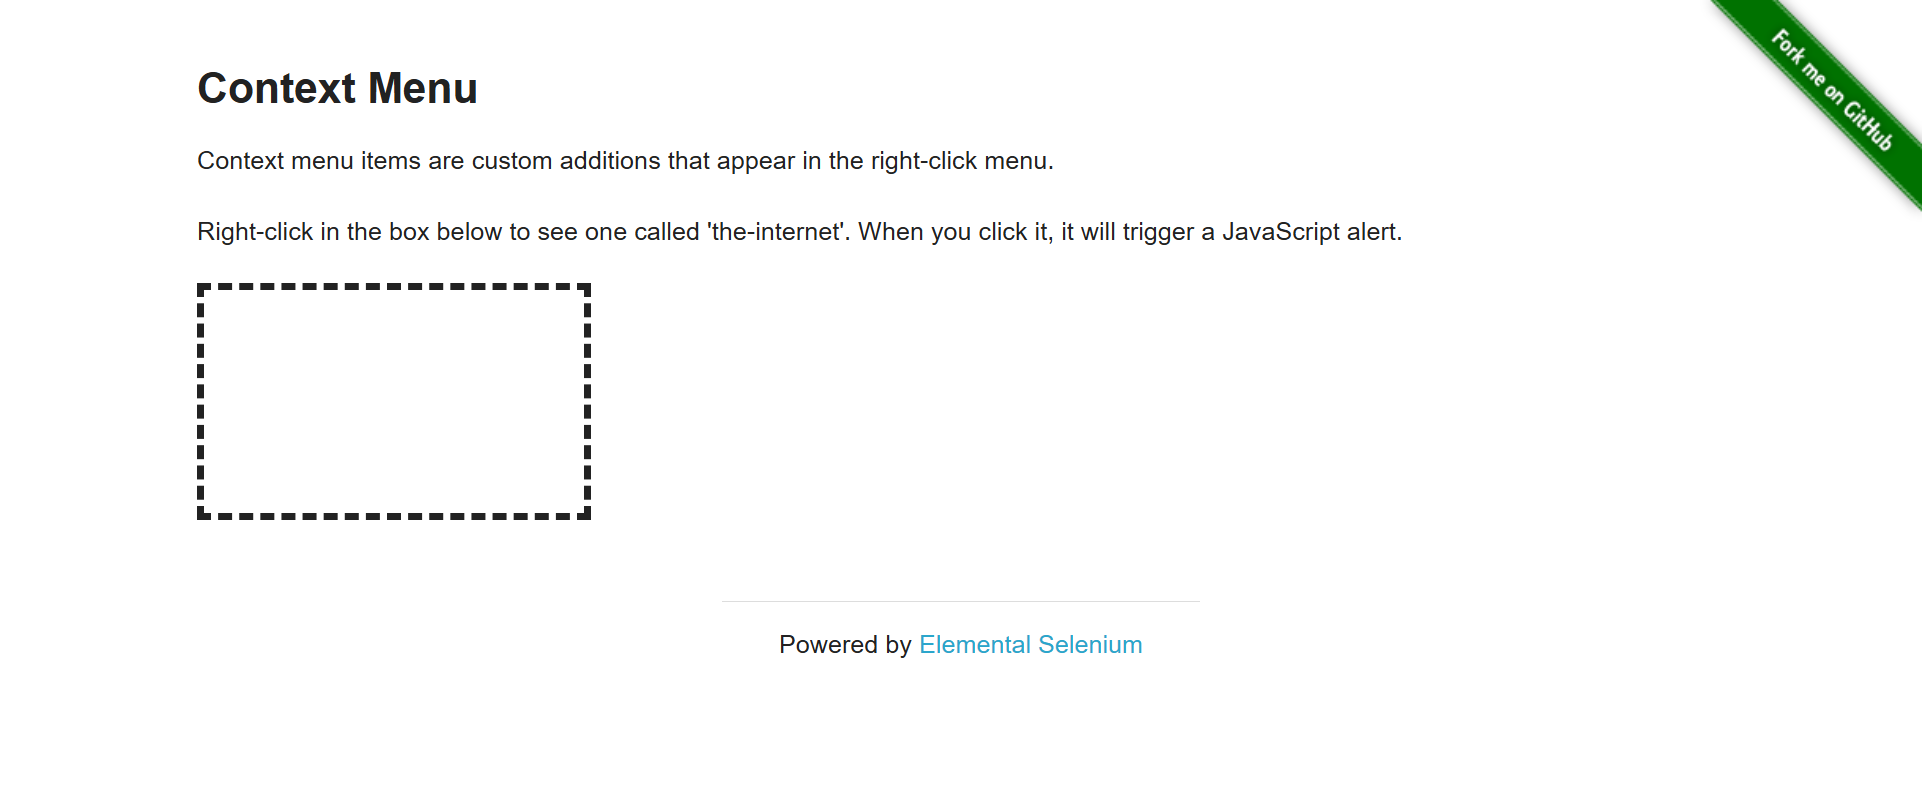 Fork me on GitHub
Context Menu
Context menu items are custom additions that appear in the right-click menu.
Right-click in the box below to see one called 'the-internet'. When you click it, it will trigger a JavaScript alert.
Powered by Elemental Selenium